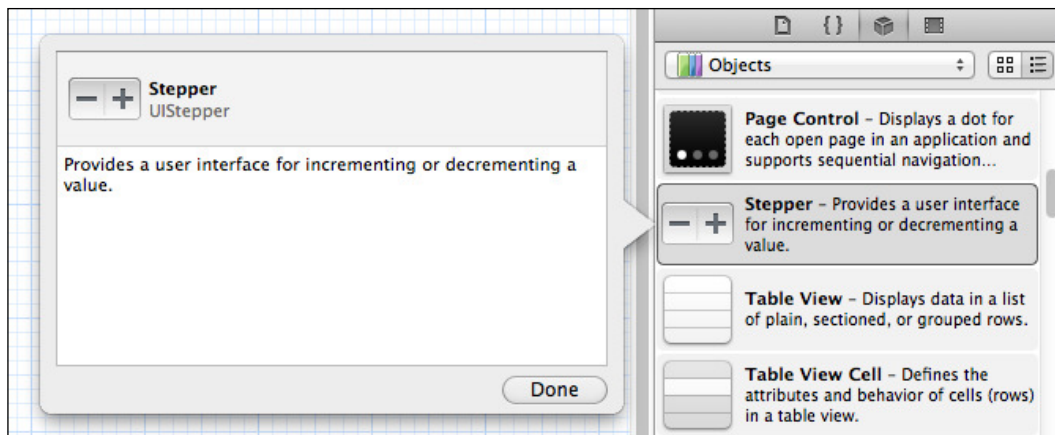 Stepper
UIStepper
Provides a user interface for incrementing or decrementing a
value.
Done
{ }
Objects
Page Control – Displays a dot for
each open page in an application and
supports sequential navigation...
Stepper – Provides a user interface
for incrementing or decrementing a
value.
Table View – Displays data in a list
of plain, sectioned, or grouped rows.
Table View Cell – Defines the
attributes and behavior of cells (rows)
in a table view.